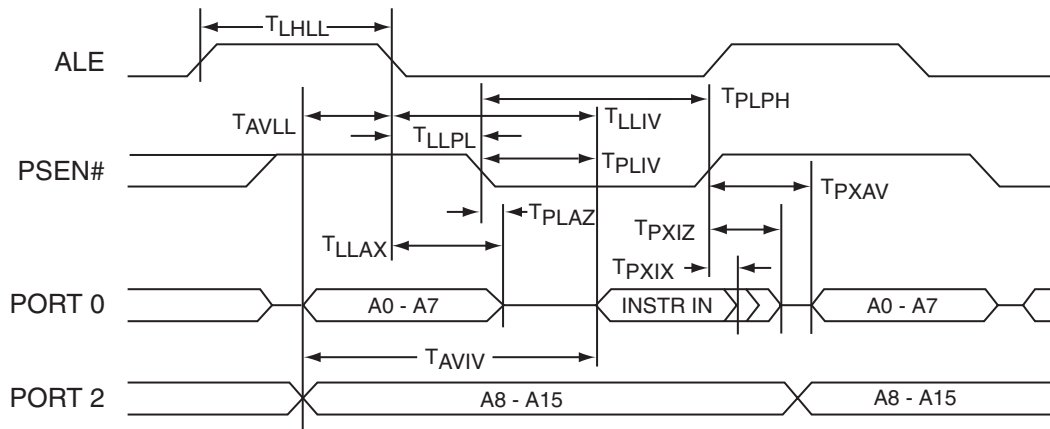 TLHLL
ALE
TPLPH
TAVLL
TLLIV
TLLPL
PSEN#
TPLIV
TPXAV
TPLAZ
TPXIZ
TLLAX
TPXIX
PORT 0
A0 - A7
INSTR IN
A0 - A7
TAVIV
PORT 2
A8 - A15
A8 - A15